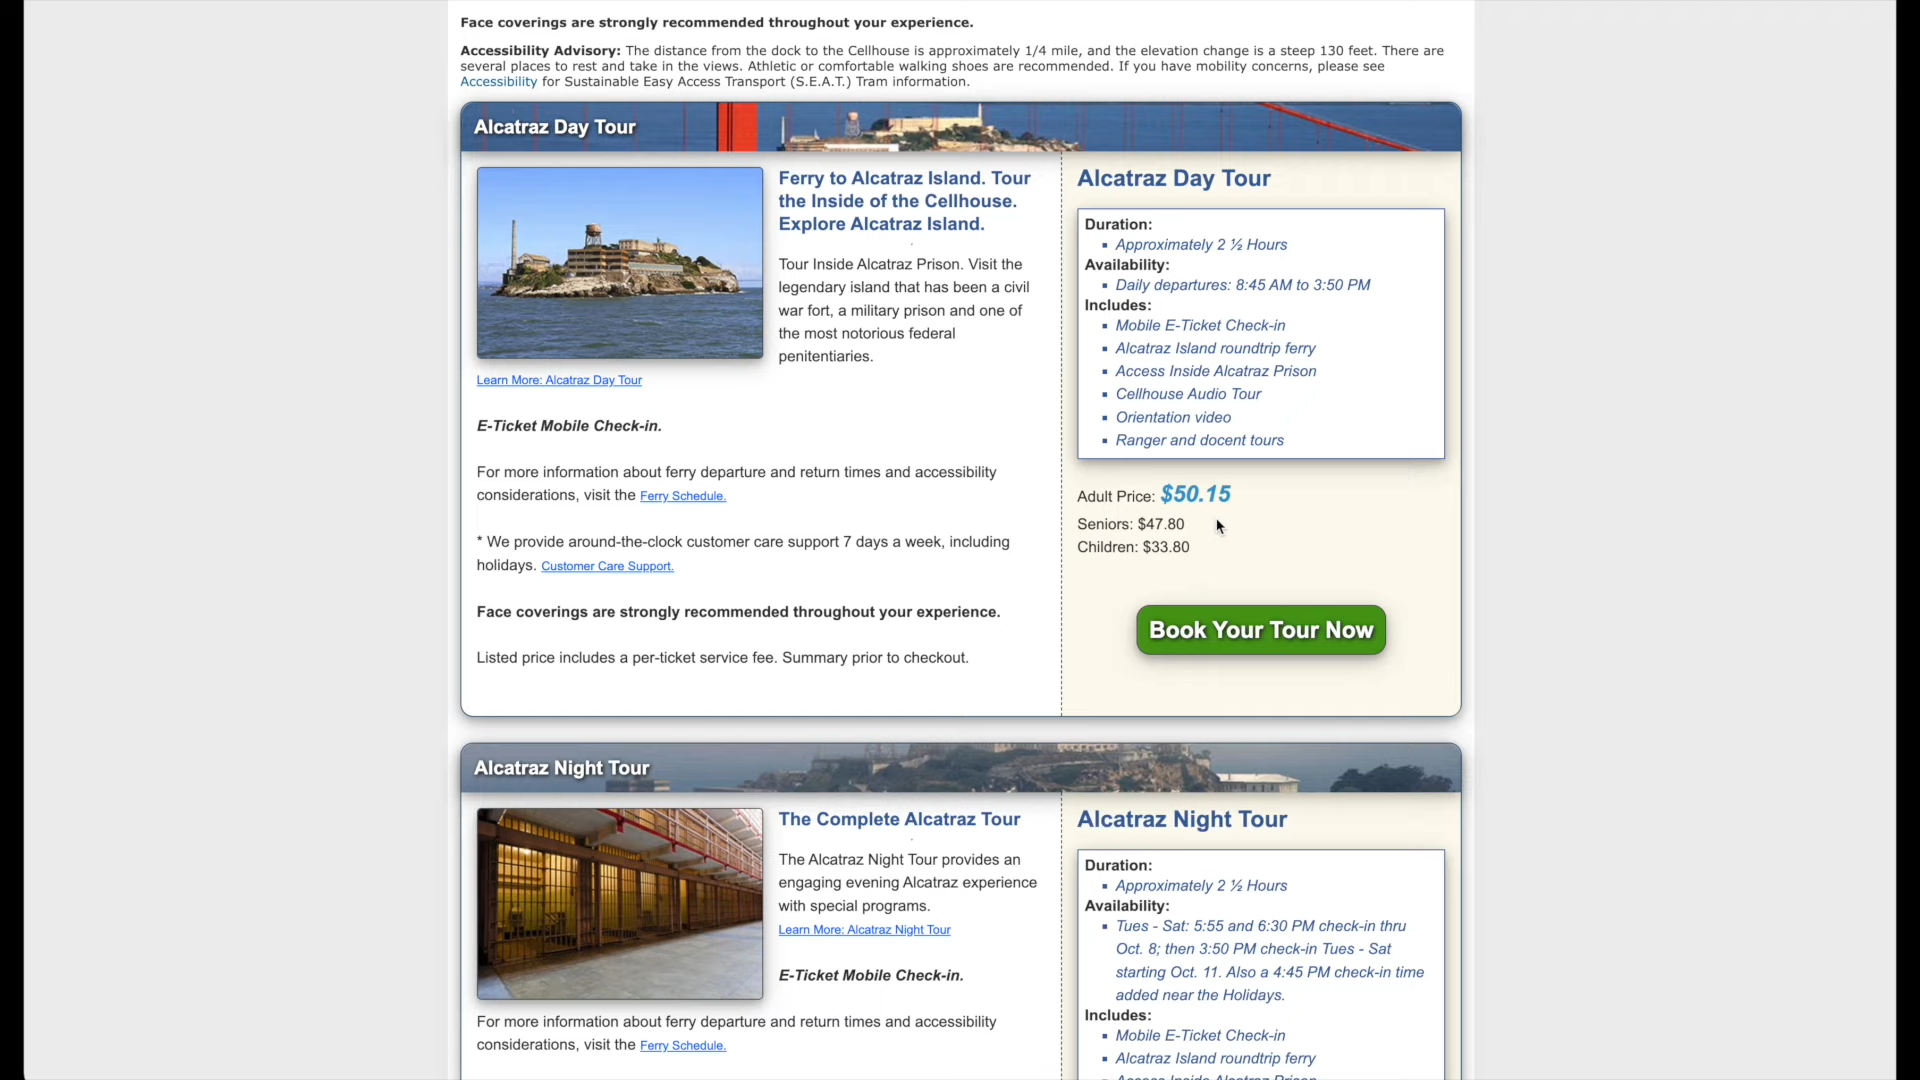 Face coverings are strongly recommended throughout your experience.
Accessibility Advisory: The distance from the dock to the Cellhouse is approximately 1/4 mile, and the elevation change is a steep 130 feet. There are
several places to rest and take in the views. Athletic or comfortable walking shoes are recommended. If you have mobility concerns, please see
Accessibility for Sustainable Easy Access Transport (S.E.A.T.) Tram information.
Alcatraz Day Tour
Ferry to Alcatraz Island. Tour
the Inside of the Cellhouse.
Explore Alcatraz Island.
Tour Inside Alcatraz Prison. Visit the
legendary island that has been a civil
war fort, a military prison and one of
the most notorious federal
penitentiaries.
Learn More: Alcatraz Day Tour
E-Ticket Mobile Check-in.
For more information about ferry departure and return times and accessibility
considerations, visit the Ferry Schedule.
* We provide around-the-clock customer care support 7 days a week, including
holidays. Customer Care Support.
Face coverings are strongly recommended throughout your experience.
Listed price includes a per-ticket service fee. Summary prior to checkout.
Alcatraz Day Tour
Duration:
▪ Approximately 2 ½ Hours
Availability:
▪ Daily departures: 8:45 AM to 3:50 PM
Includes:
▪ Mobile E-Ticket Check-in
▪ Alcatraz Island roundtrip ferry
▪ Access Inside Alcatraz Prison
▪ Cellhouse Audio Tour
▪ Orientation video
▪ Ranger and docent tours
Adult Price: $50.15
Seniors: $47.80
Children: $33.80
Book Your Tour Now
Alcatraz Night Tour
The Complete Alcatraz Tour
The Alcatraz Night Tour provides an
engaging evening Alcatraz experience
with special programs.
Learn More: Alcatraz Night Tour
E-Ticket Mobile Check-in.
For more information about ferry departure and return times and accessibility
considerations, visit the Ferry Schedule.
Alcatraz Night Tour
Duration:
▪ Approximately 2 ½ Hours
Availability:
▪ Tues - Sat: 5:55 and 6:30 PM check-in thru
Oct. 8; then 3:50 PM check-in Tues - Sat
starting Oct. 11. Also a 4:45 PM check-in time
added near the Holidays.
Includes:
▪ Mobile E-Ticket Check-in
▪ Alcatraz Island roundtrip ferry
Access Inside Alcatraz Prison